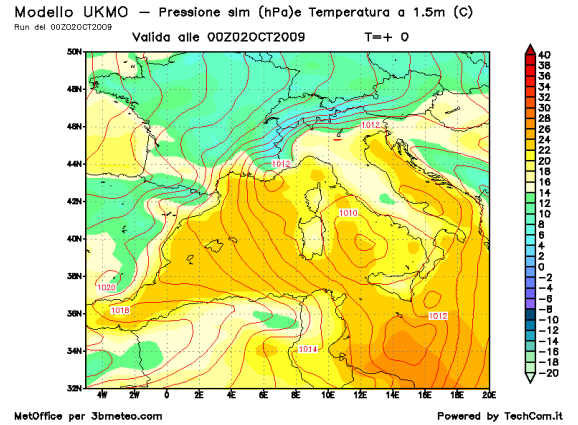 Modello UKMO — Pressione slm (hPa)e Temperatura a 1.5m (C)
Run del 00Z02OCT2009
Valida alle 00Z02OCT2009 T=+ 0
50N
48N
46N
44N
42N
40N
38N
36N
34N
32N
4W 2W 0 2E 4E 6E 8E 10E 12E 14E 16E 18E 20E
1012
1012
1010
1020
1018
1012
1014
40
38
36
34
32
30
28
26
24
22
20
18
16
14
12
10
8
6
4
2
0
−2
−4
−6
−8
−10
−12
−14
−16
−18
−20
MetOffice per 3bmeteo.com Powered by TechCom.it